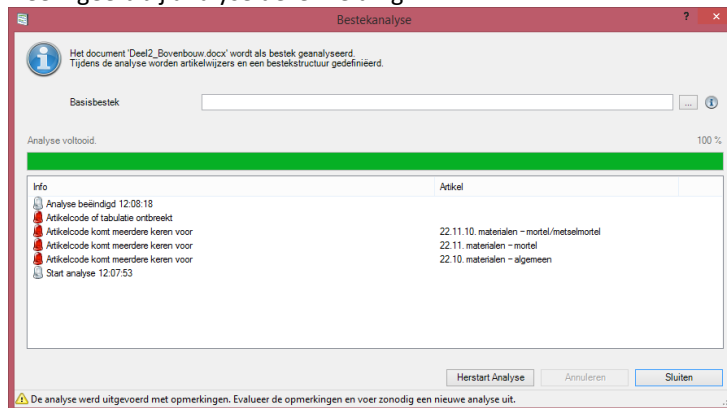 Bestekanalyse
?
×
Het document 'Deel2_Bovenbouw.docx' wordt als bestek geanalyseerd.
Tijdens de analyse worden artikelwijzers en een bestekstructuur gedefiniëerd.
Basisbestek
...
Analyse voltooid.
100 %
Info Artikel
Analyse beëindigd 12:08:18
Artikelcode of tabulatie ontbreekt
Artikelcode komt meerdere keren voor 22.11.10. materialen – mortel/metselmortel
Artikelcode komt meerdere keren voor 22.11. materialen – mortel
Artikelcode komt meerdere keren voor 22.10. materialen – algemeen
Start analyse 12:07:53
Herstart Analyse Annuleren Sluiten
De analyse werd uitgevoerd met opmerkingen. Evalueer de opmerkingen en voer zonodig een nieuwe analyse uit.